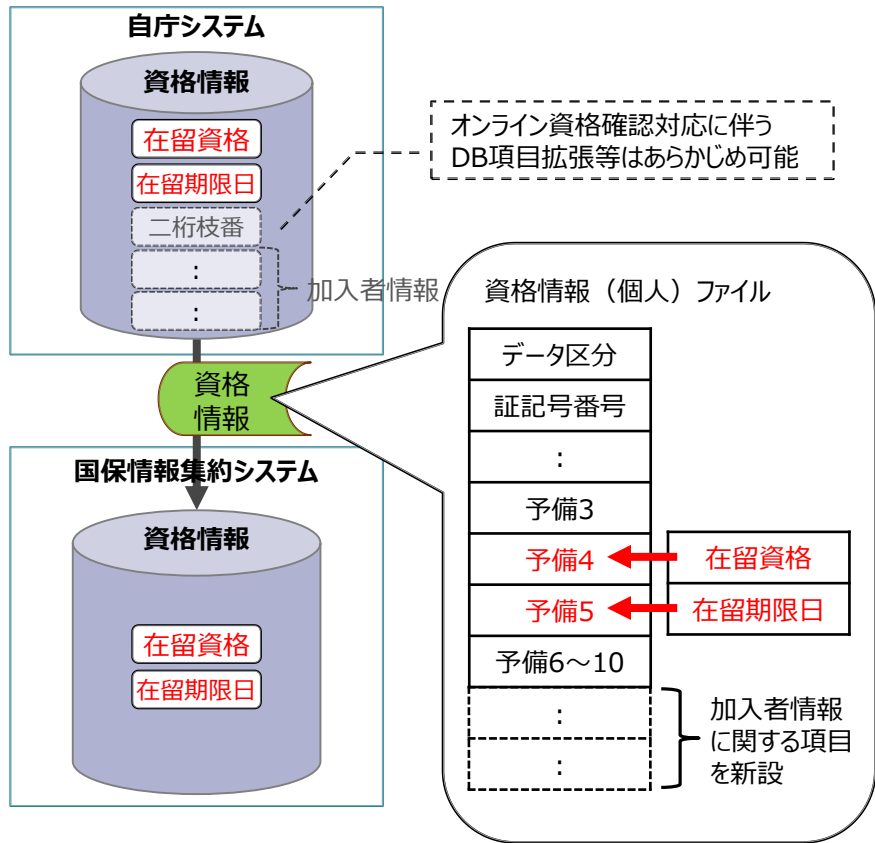 自庁システム
資格情報
在留資格
在留期限日
二桁枝番
:
:
加入者情報
オンライン資格確認対応に伴う
DB項目拡張等はあらかじめ可能
資格
情報
国保情報集約システム
資格情報
在留資格
在留期限日
資格情報（個人）ファイル
データ区分
証記号番号
:
予備3
予備4
在留資格
予備5
在留期限日
予備6～10
:
:
加入者情報
に関する項目
を新設